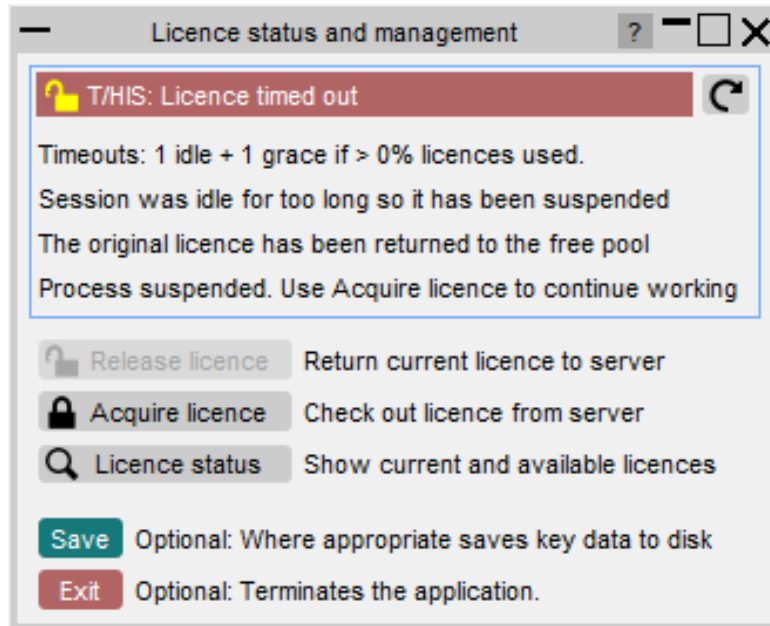 Licence status and management ?
T/HIS: Licence timed out
Timeouts: 1 idle + 1 grace if > 0% licences used.
Session was idle for too long so it has been suspended
The original licence has been returned to the free pool
Process suspended. Use Acquire licence to continue working
Release licence Return current licence to server
Acquire licence Check out licence from server
Licence status Show current and available licences
Save Optional: Where appropriate saves key data to disk
Exit Optional: Terminates the application.